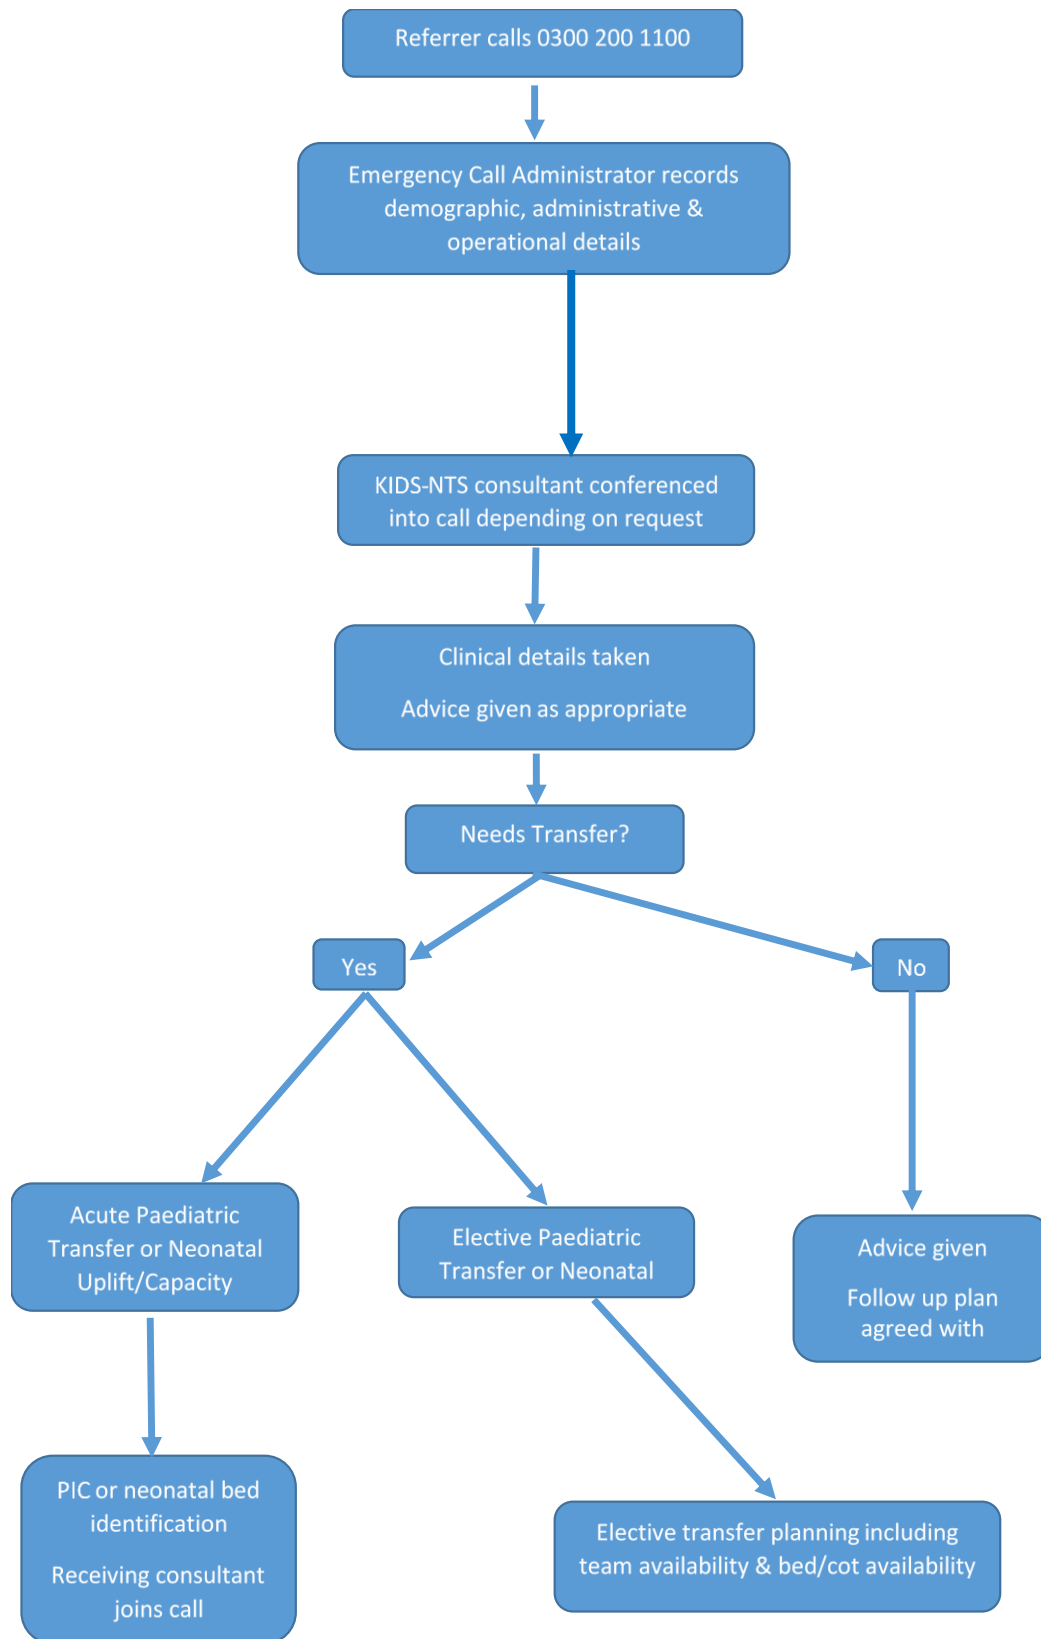 Referrer calls 0300 200 1100
Emergency Call Administrator records
demographic, administrative &
operational details
KIDS-NTS consultant conferenced
into call depending on request
Clinical details taken
Advice given as appropriate
Needs Transfer?
Yes
No
Acute Paediatric
Transfer or Neonatal
Uplift/Capacity
Elective Paediatric
Transfer or Neonatal
Advice given
Follow up plan
agreed with
PIC or neonatal bed
identification
Receiving consultant
joins call
Elective transfer planning including
team availability & bed/cot availability